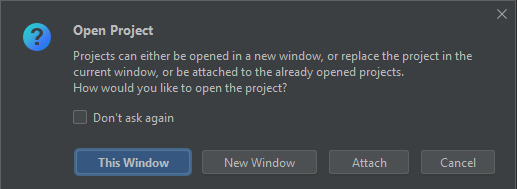 Open Project
Projects can either be opened in a new window, or replace the project in the
current window, or be attached to the already opened projects.
How would you like to open the project?
Don't ask again
This Window
New Window
Attach
Cancel